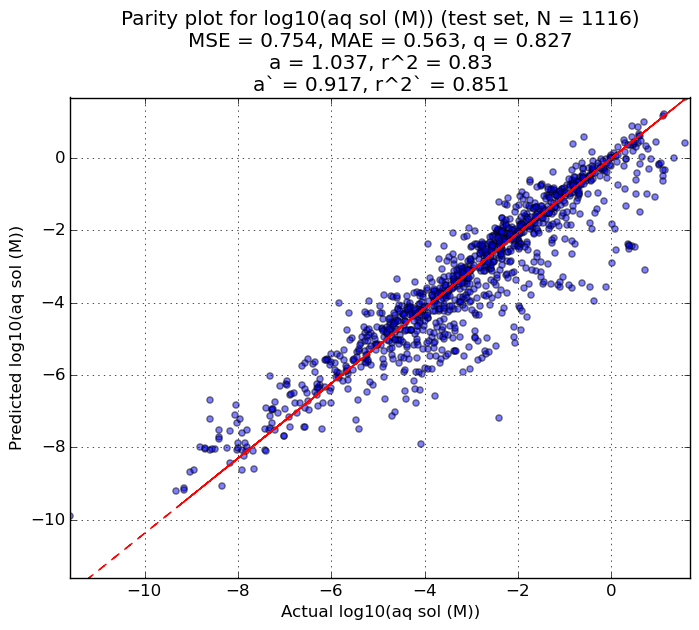 Parity plot for log10(aq sol (M)) (test set, N = 1116)
MSE = 0.754, MAE = 0.563, q = 0.827
a = 1.037, r^2 = 0.83
a` = 0.917, r^2` = 0.851
0
−2
−4
−6
−8
−10
Predicted log10(aq sol (M))
−10 −8 −6 −4 −2 0
Actual log10(aq sol (M))